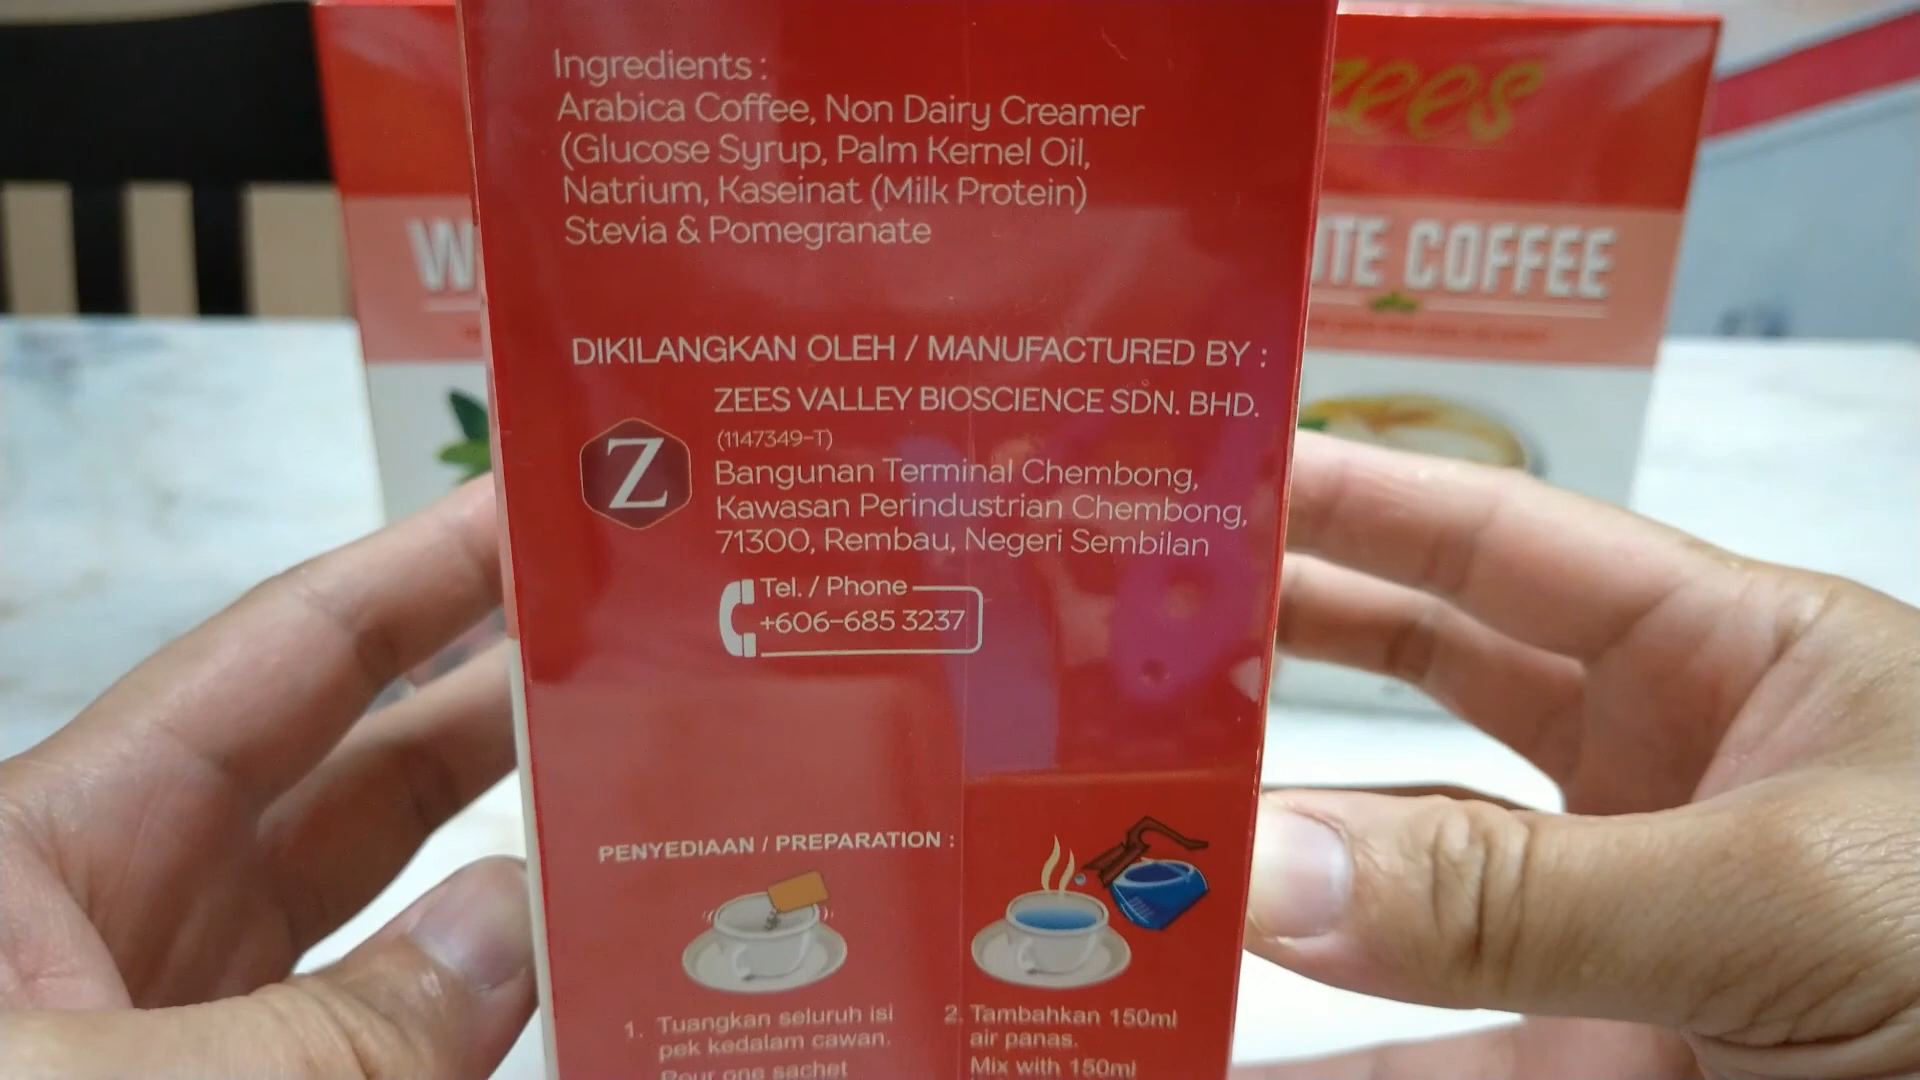 Ingredients :
Arabica Coffee, Non Dairy Creamer
(Glucose Syrup, Palm Kernel Oil,
Natrium, Kaseinat (Milk Protein)
Stevia & Pomegranate
DIKILANGKAN OLEH / MANUFACTURED BY :
ZEES VALLEY BIOSCIENCE SDN. BHD.
(1147349-T)
Z
Bangunan Terminal Chembong,
Kawasan Perindustrian Chembong,
71300, Rembau, Negeri Sembilan
Tel. / Phone
+606-685 3237
PENYEDIAAN / PREPARATION :
1. Tuangkan seluruh isi
pek kedalam cawan.
Pour one sachet
2. Tambahkan 150ml
air panas.
Mix with 150ml
zees
COFFEE